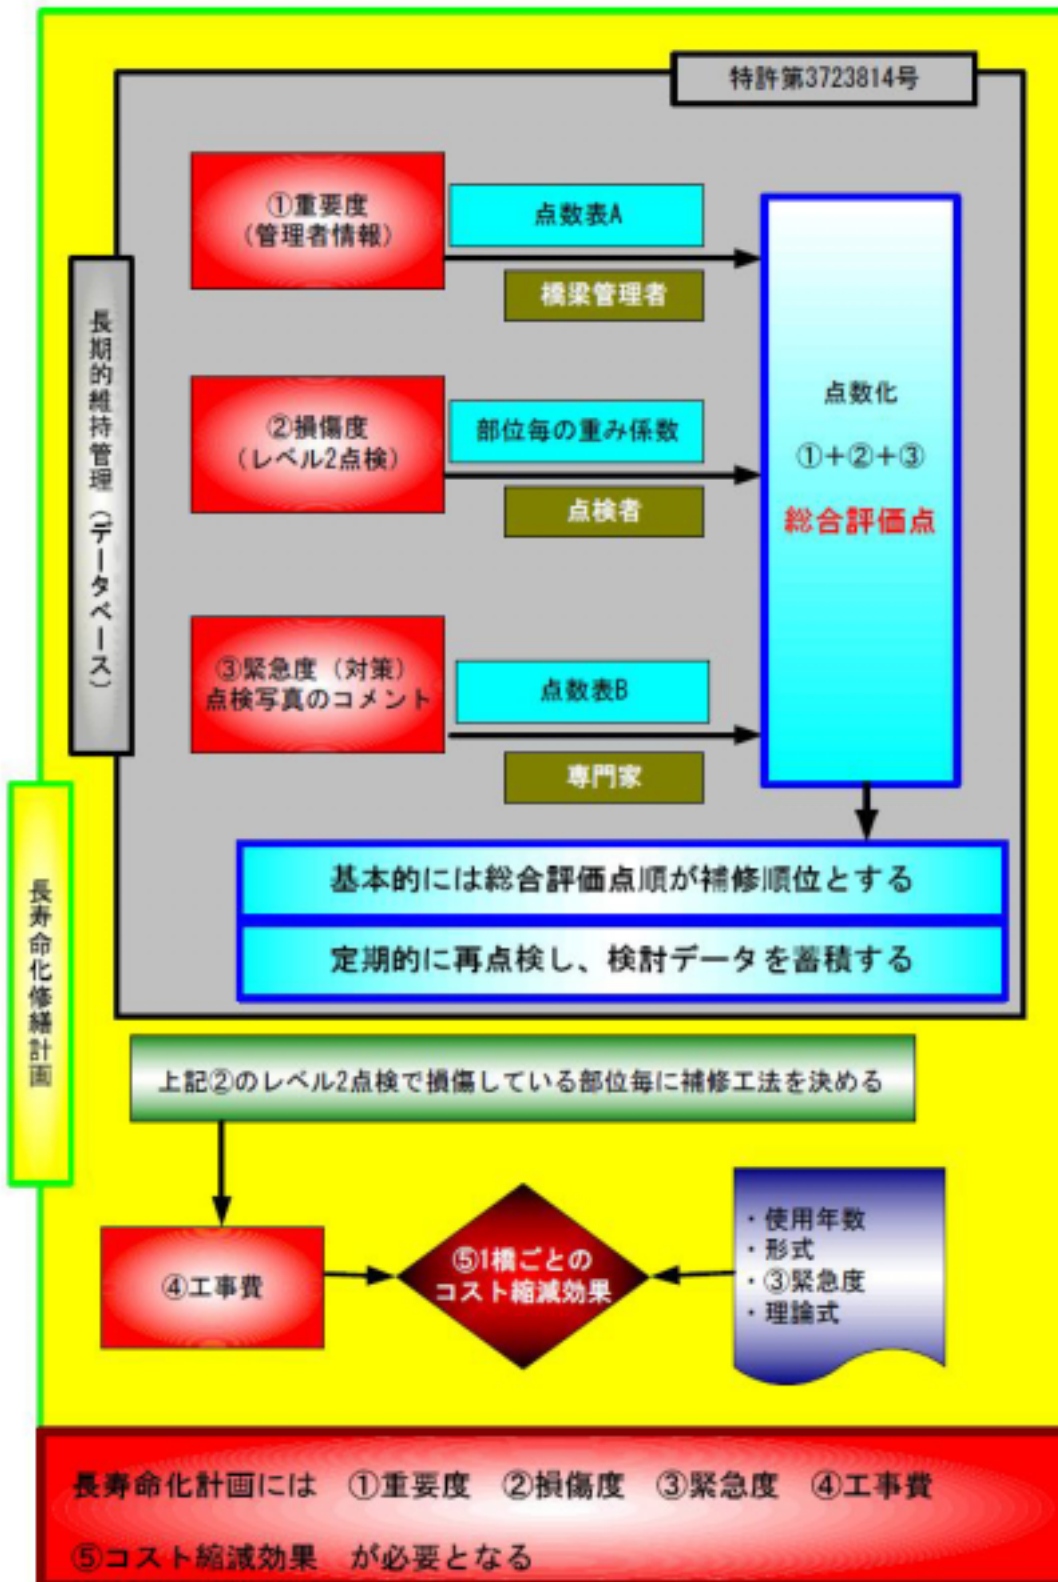 特許第3723814号
①重要度
(管理者情報)
点数表A
橋梁管理者
長期的維持管理(データベース)
②損傷度
(レベル2点検)
部位毎の重み係数
点検者
点数化
①+②+③
総合評価点
③緊急度(対策)
点検写真のコメント
点数表B
専門家
基本的には総合評価点順が補修順位とする
定期的に再点検し、検討データを蓄積する
長寿命化修繕計画
上記②のレベル2点検で損傷している部位毎に補修工法を決める
④工事費
⑤1橋ごとの
コスト縮減効果
・使用年数
・形式
・③緊急度
・理論式
長寿命化計画には ①重要度 ②損傷度 ③緊急度 ④工事費
⑤コスト縮減効果 が必要となる